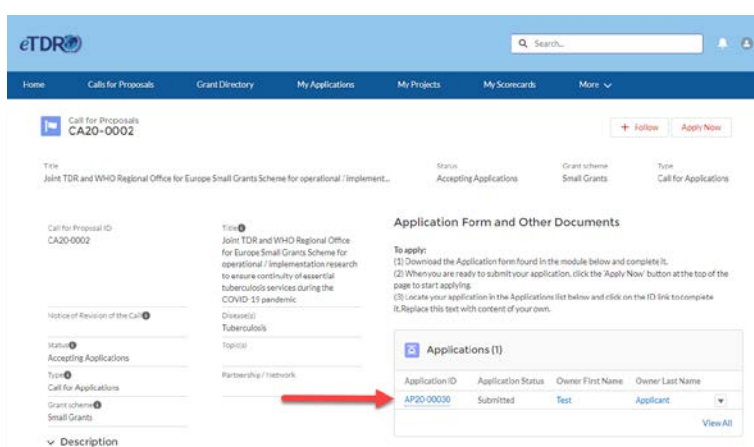 eTDR
Search...
Home Calls for Proposals Grant Directory My Applications My Projects My Scorecards More
Call for Proposals
CA20-0002
+ Follow Apply Now
Title Status Grant scheme Type
Joint TDR and WHO Regional Office for Europe Small Grants Scheme for operational / implement... Accepting Applications Small Grants Call for Applications
Call for Proposal ID
CA20-0002
Notice of Revision of the Call
Status
Accepting Applications
Type
Call for Applications
Grant scheme
Small Grants
Description
Title
Joint TDR and WHO Regional Office
for Europe Small Grants Scheme for
operational / implementation research
to ensure continuity of essential
tuberculosis services during the
COVID-19 pandemic
Disease(s)
Tuberculosis
Topic(s)
Partnership / Network
Application Form and Other Documents
To apply:
(1) Download the Application form found in the module below and complete it.
(2) When you are ready to submit your application, click the 'Apply Now' button at the top of the
page to start applying.
(3) Locate your application in the Applications list below and click on the ID link to complete
it.Replace this text with content of your own.
Applications (1)
Application ID Application Status Owner First Name Owner Last Name
AP20-00030 Submitted Test Applicant
View All